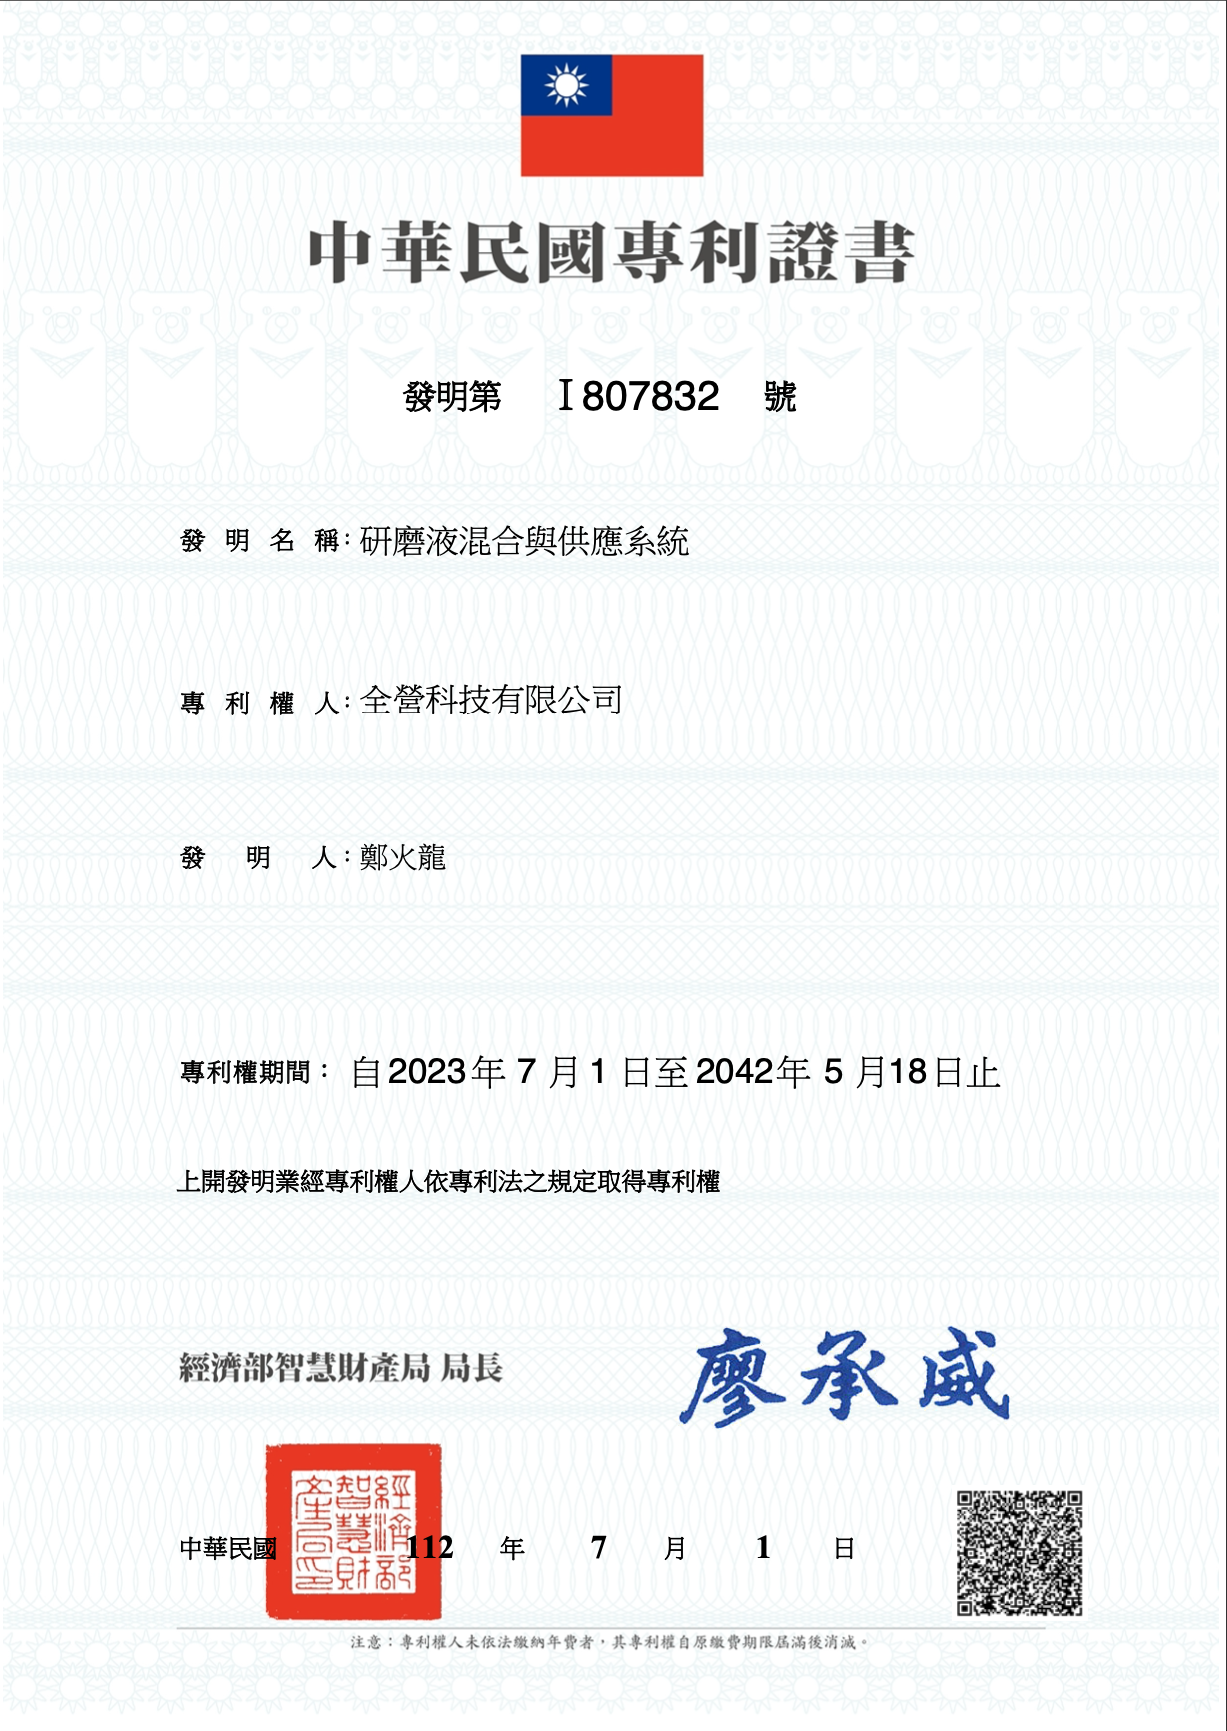 中華民國專利證書
發明第 I807832 號
發明名稱：研磨液混合與供應系統
專利權人：全營科技有限公司
發明人：鄭火龍
專利權期間： 自2023年 7 月 1 日至2042年 5 月18日止
上開發明業經專利權人依專利法之規定取得專利權
經濟部智慧財產局 局長 廖承威
經濟部智慧財產局印
中華民國 112 年 7 月 1 日
注意：專利權人未依法繳納年費者，其專利權自原繳費期限屆滿後消滅。